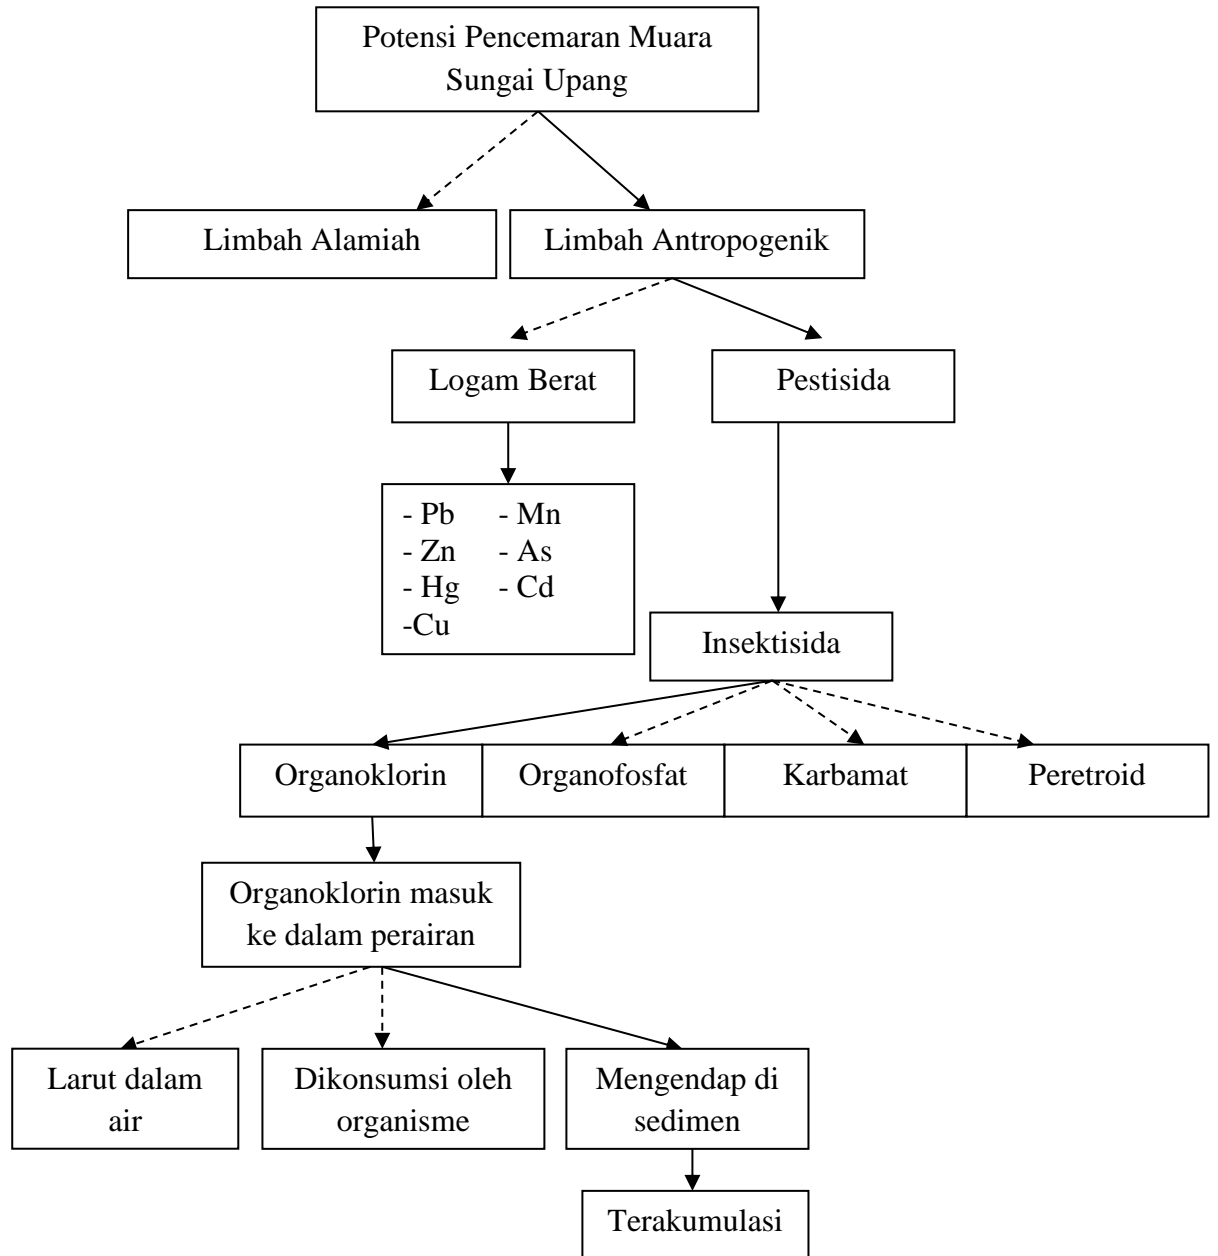 Potensi Pencemaran Muara
Sungai Upang
Limbah Alamiah
Limbah Antropogenik
Logam Berat
Pestisida
- Pb - Mn
- Zn - As
- Hg - Cd
-Cu
Insektisida
Organoklorin
Organofosfat
Karbamat
Peretroid
Organoklorin masuk
ke dalam perairan
Larut dalam
air
Dikonsumsi oleh
organisme
Mengendap di
sedimen
Terakumulasi